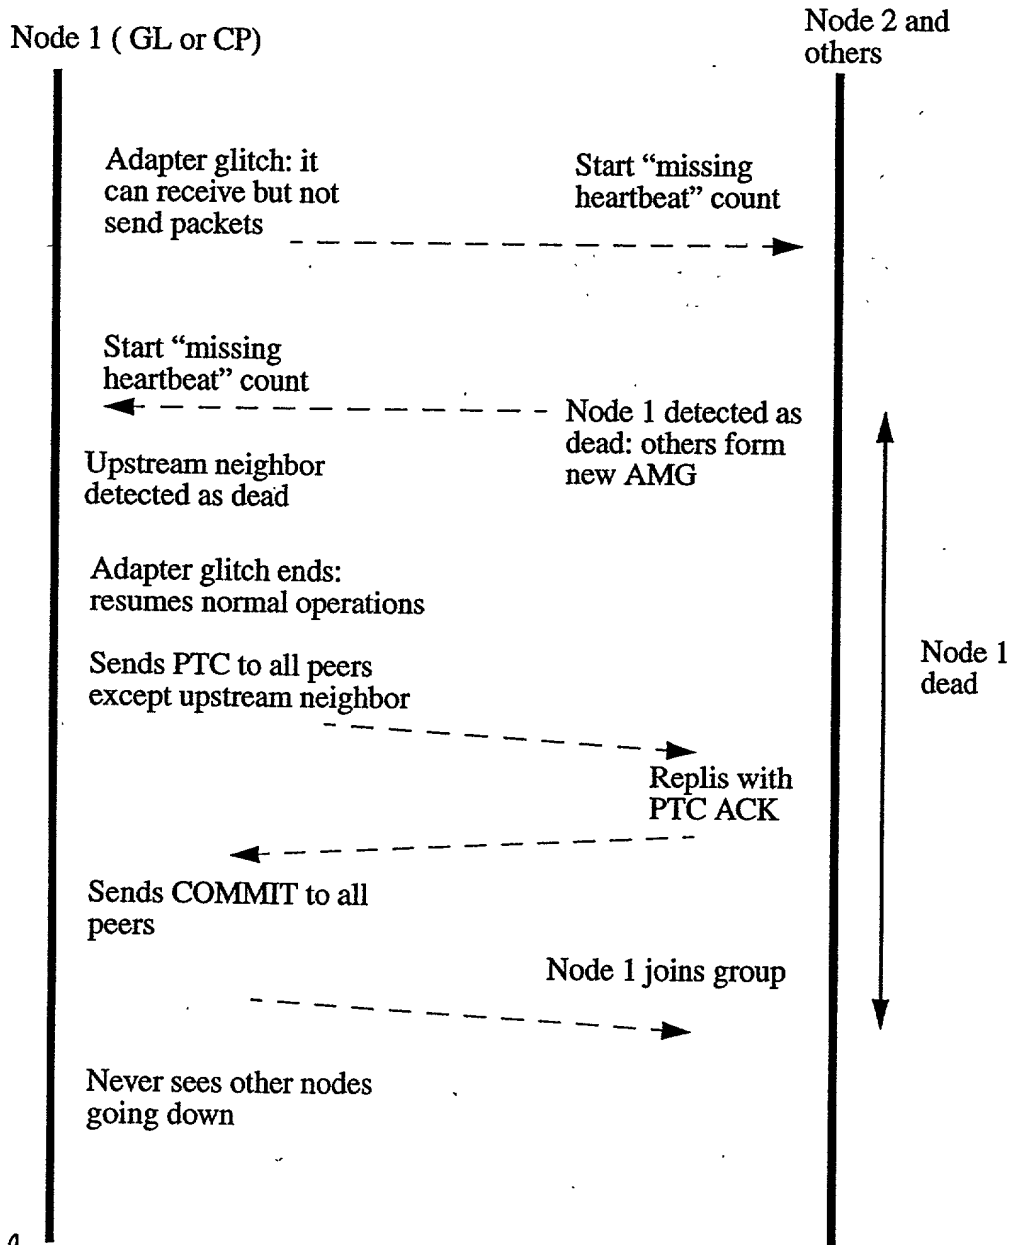 Node 1 ( GL or CP)
Node 2 and
others
Adapter glitch: it
can receive but not
send packets
Start “missing
heartbeat” count
Start “missing
heartbeat” count
Node 1 detected as
dead: others form
new AMG
Upstream neighbor
detected as dead
Adapter glitch ends:
resumes normal operations
Node 1
dead
Sends PTC to all peers
except upstream neighbor
Replis with
PTC ACK
Sends COMMIT to all
peers
Node 1 joins group
Never sees other nodes
going down